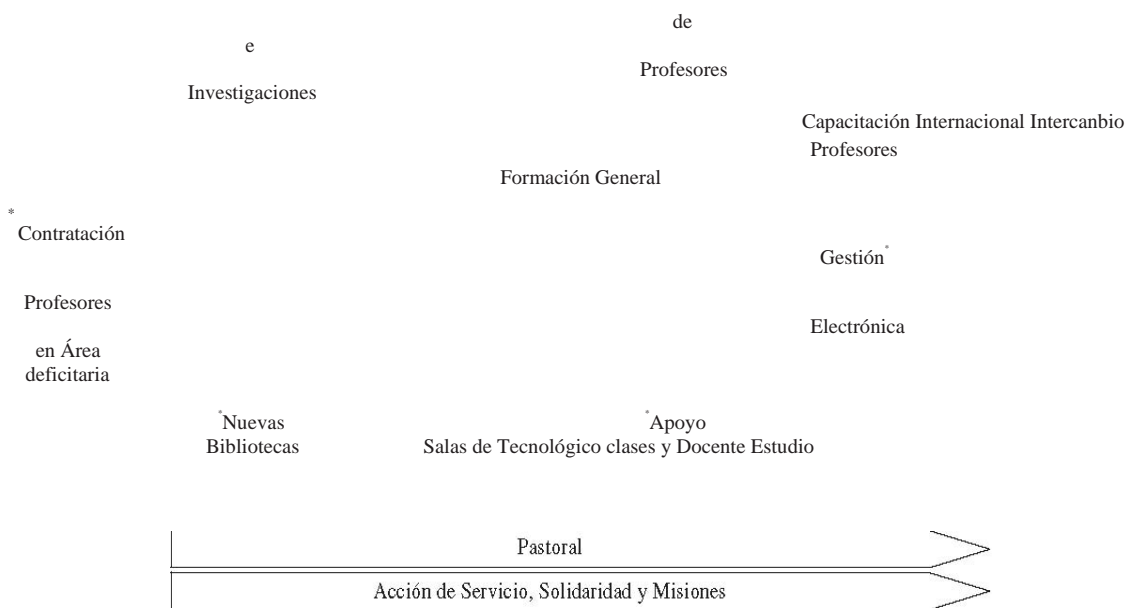 de
e
Profesores
Investigaciones
Capacitación Internacional Intercanbio
Profesores
Formación General
*
Contratación
Gestión*
Profesores
Electrónica
en Área
deficitaria
*Nuevas
Bibliotecas
*Apoyo
Salas de Tecnológico clases y Docente Estudio
Pastoral
Acción de Servicio, Solidaridad y Misiones